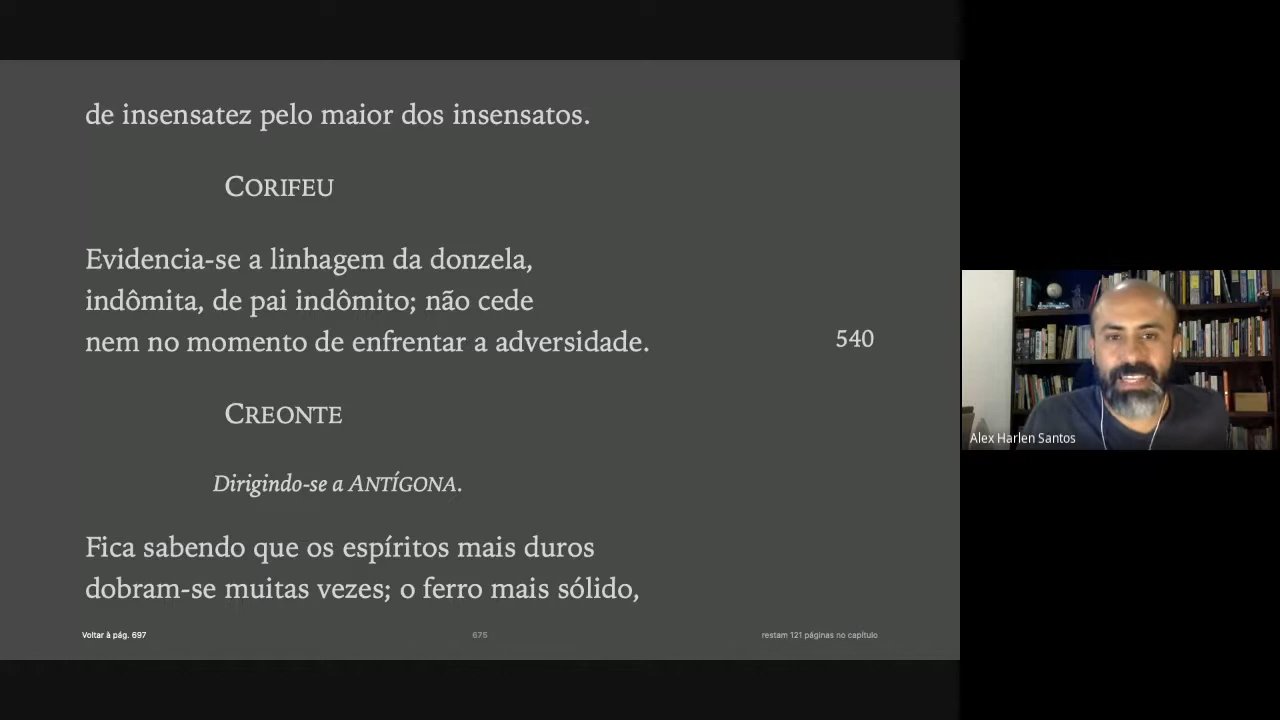 de insensatez pelo maior dos insensatos.
CORIFEU
Evidencia-se a linhagem da donzela,
indômita, de pai indômito; não cede
nem no momento de enfrentar a adversidade.
540
CREONTE
Dirigindo-se a ANTÍGONA.
Fica sabendo que os espíritos mais duros
dobram-se muitas vezes; o ferro mais sólido,
Voltar à pág. 697
675
restam 121 páginas no capítulo
Alex Harlen Santos